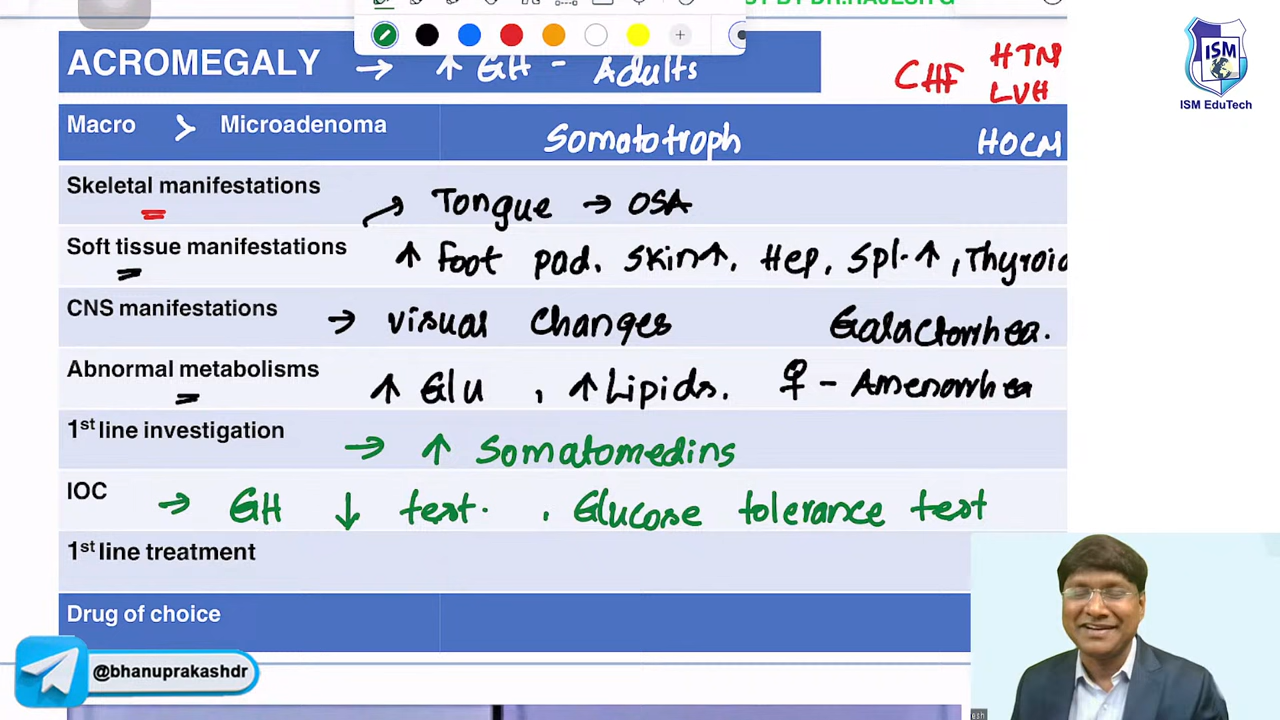 ACROMEGALY → ↑ GH - Adults
CHF HTN
LVH
ISM
ISM EduTech
Macro > Microadenoma Somatotroph HOCM
Skeletal manifestations Tongue → OSA
Soft tissue manifestations ↑ Foot pad. Skin↑. Hep, Spl.↑, Thyroid
CNS manifestations → visual changes Galactorrhea.
Abnormal metabolisms ↑ Glu , ↑ Lipids. ♀ - Amenorrhea
1st line investigation → ↑ Somatomedins
IOC → GH ↓ test. , Glucose tolerance test
1st line treatment
Drug of choice
@bhanuprakashdr